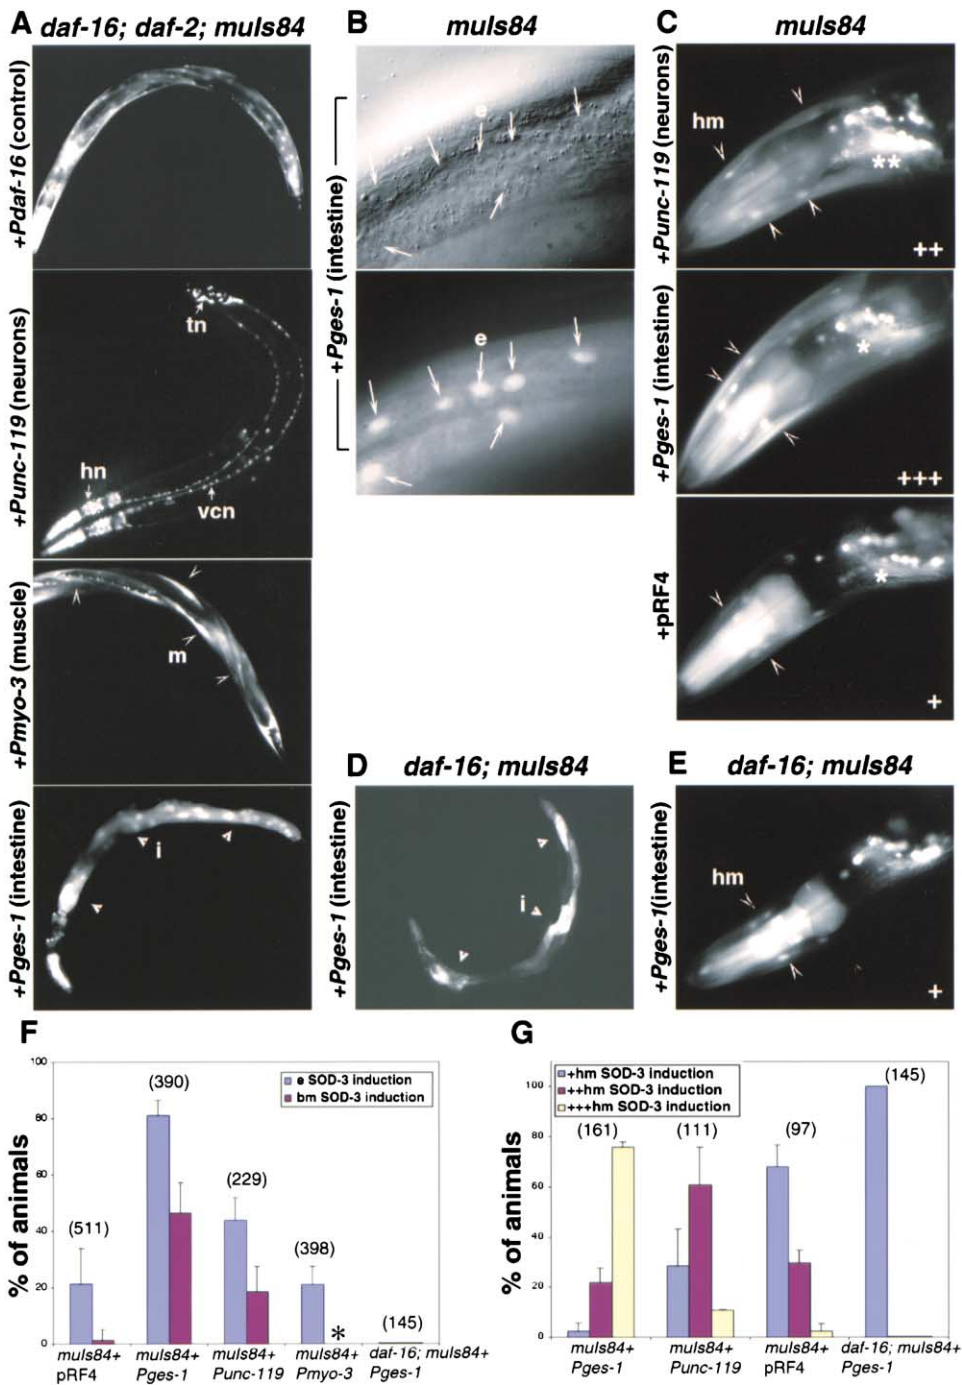 A daf-16; daf-2; muIs84
+Pdaf-16 (control)
+Punc-119 (neurons)
tn
hn
vcn
+Pmyo-3 (muscle)
m
+Pges-1 (intestine)
i
B muIs84
+Pges-1 (intestine)
e
e
C muIs84
+Punc-119 (neurons)
hm
**
++
+Pges-1 (intestine)
*
+++
+pRF4
*
+
D daf-16; muIs84
+Pges-1 (intestine)
i
E daf-16; muIs84
+Pges-1(intestine)
hm
+
F
% of animals
100
80
60
40
20
0
e SOD-3 induction
bm SOD-3 induction
(511)
(390)
(229)
(398)
*
(145)
muIs84+ pRF4
muIs84+ Pges-1
muIs84+ Punc-119
muIs84+ Pmyo-3
daf-16; muIs84+ Pges-1
G
% of animals
100
80
60
40
20
0
+hm SOD-3 induction
++hm SOD-3 induction
+++hm SOD-3 induction
(161)
(111)
(97)
(145)
muIs84+ Pges-1
muIs84+ Punc-119
muIs84+ pRF4
daf-16; muIs84+ Pges-1